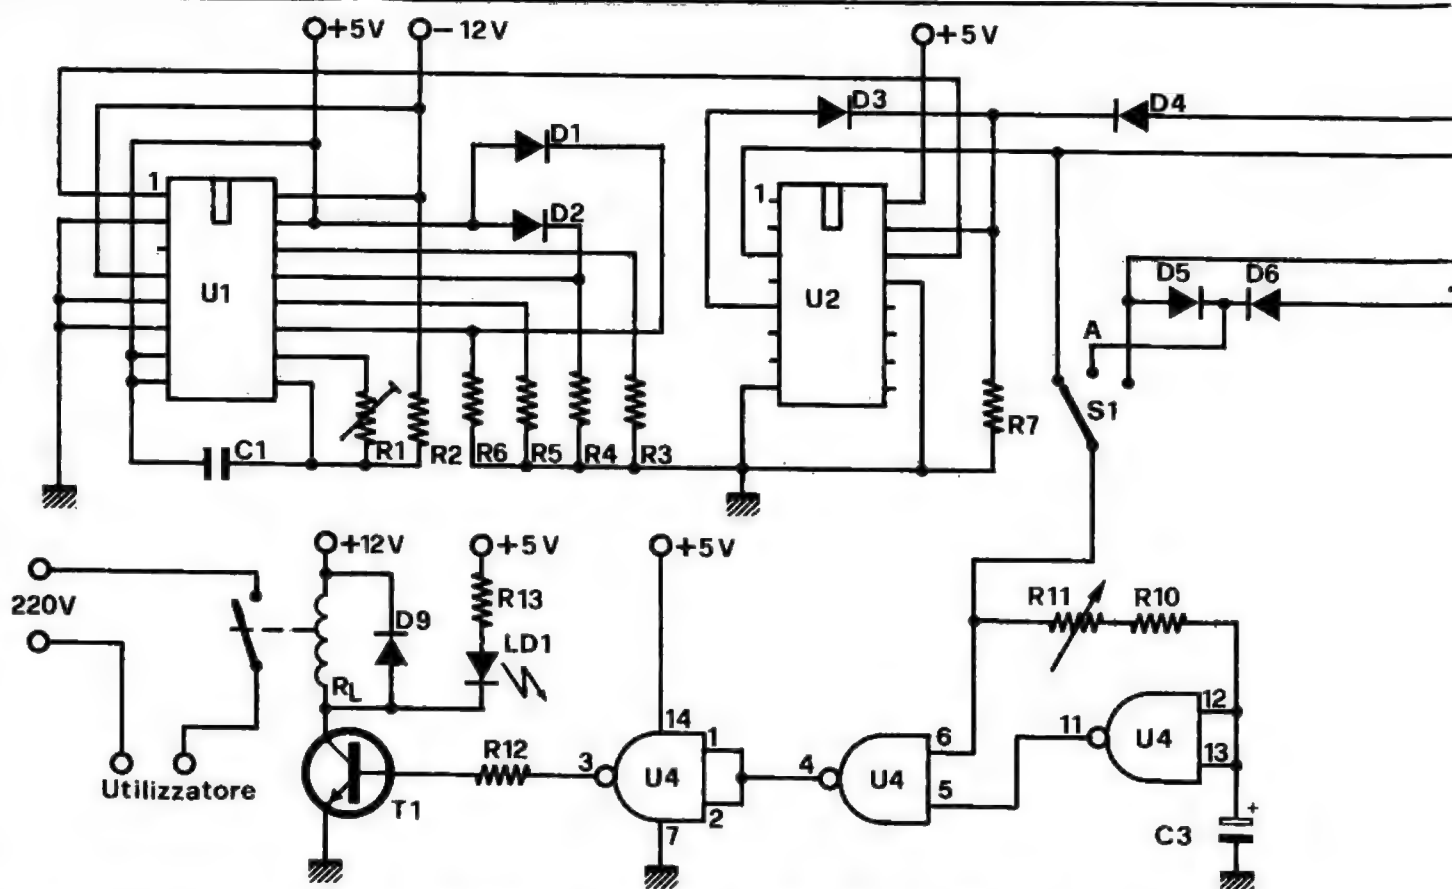 +5V
-12V
+5V
D3
D4
D1
1
1
D2
D5
D6
U1
U2
A
S1
C1
R1
R2
R6
R5
R4
R3
R7
+12V
+5V
+5V
220V
R13
D9
LD1
R11
R10
RL
14
12
R12
3
1
4
6
11
U4
U4
U4
13
5
2
Utilizzatore
T1
7
C3
+